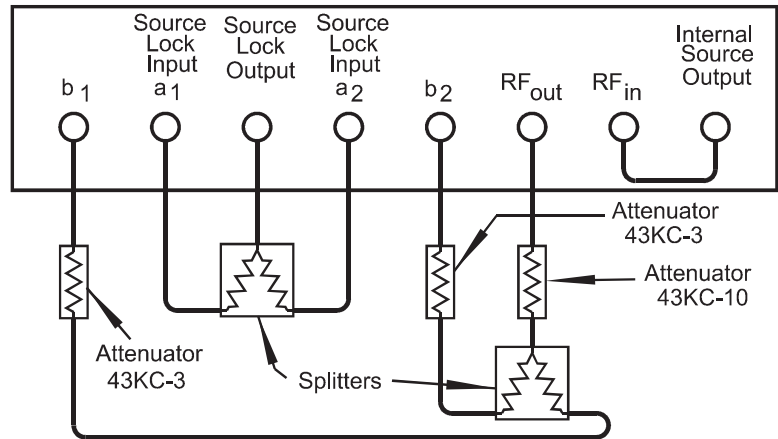 b1
Source
Lock
Input
a1
Source
Lock
Output
Source
Lock
Input
a2
b2
RFout
RFin
Internal
Source
Output
Attenuator
43KC-3
Attenuator
43KC-10
Attenuator
43KC-3
Splitters